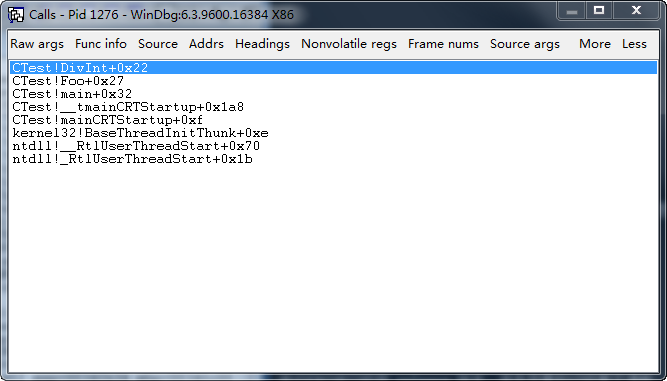 Calls - Pid 1276 - WinDbg:6.3.9600.16384 X86
Raw args Func info Source Addrs Headings Nonvolatile regs Frame nums Source args More Less
CTest!DivInt+0x22
CTest!Foo+0x27
CTest!main+0x32
CTest!__tmainCRTStartup+0x1a8
CTest!mainCRTStartup+0xf
kernel32!BaseThreadInitThunk+0xe
ntdll!__RtlUserThreadStart+0x70
ntdll!_RtlUserThreadStart+0x1b